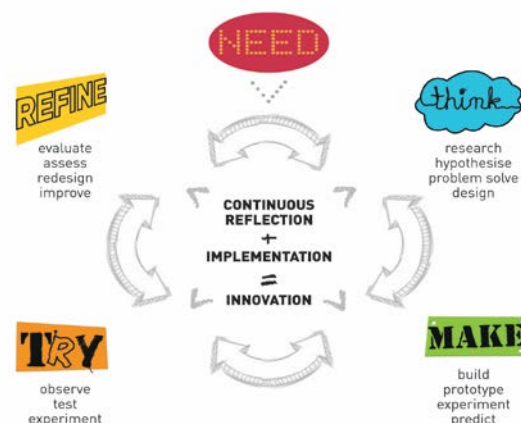 NEED
REFINE
evaluate
assess
redesign
improve
think
research
hypothesise
problem solve
design
CONTINUOUS
REFLECTION
+
IMPLEMENTATION
=
INNOVATION
TRY
observe
test
experiment
MAKE
build
prototype
experiment
predict